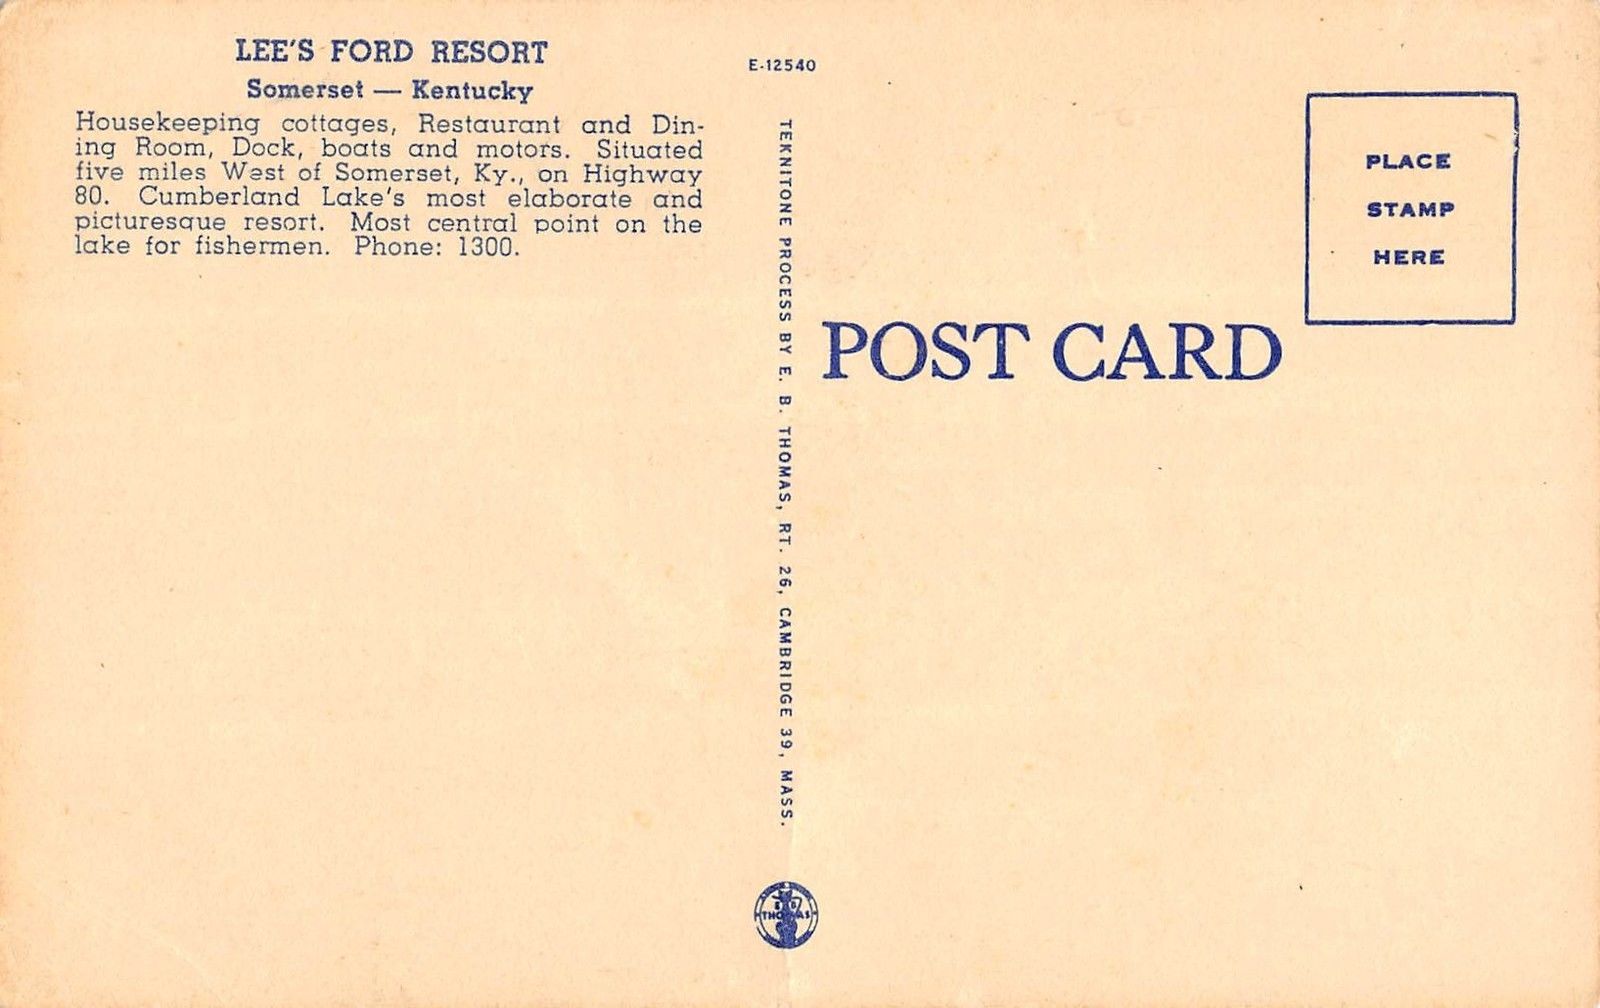 LEE'S FORD RESORT
Somerset — Kentucky
Housekeeping cottages, Restaurant and Din-
ing Room, Dock, boats and motors. Situated
five miles West of Somerset, Ky., on Highway
80. Cumberland Lake's most elaborate and
picturesque resort. Most central point on the
lake for fishermen. Phone: 1300.
E-12540
TEKNITONE PROCESS BY E. B. THOMAS, RT. 26, CAMBRIDGE 39, MASS.
THOMAS
POST CARD
PLACE
STAMP
HERE